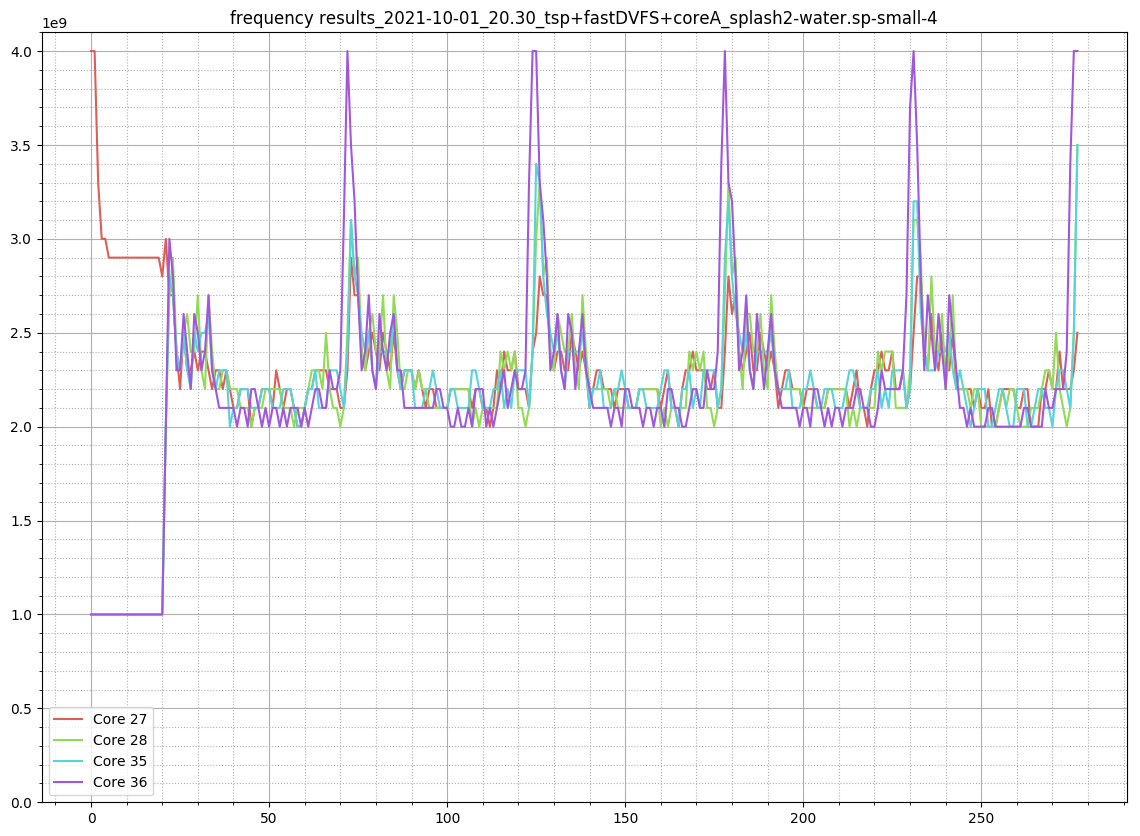 frequency results_2021-10-01_20.30_tsp+fastDVFS+coreA_splash2-water.sp-small-4
1e9
4.0
3.5
3.0
2.5
2.0
1.5
1.0
0.5
0.0
Core 27
Core 28
Core 35
Core 36
0 50 100 150 200 250